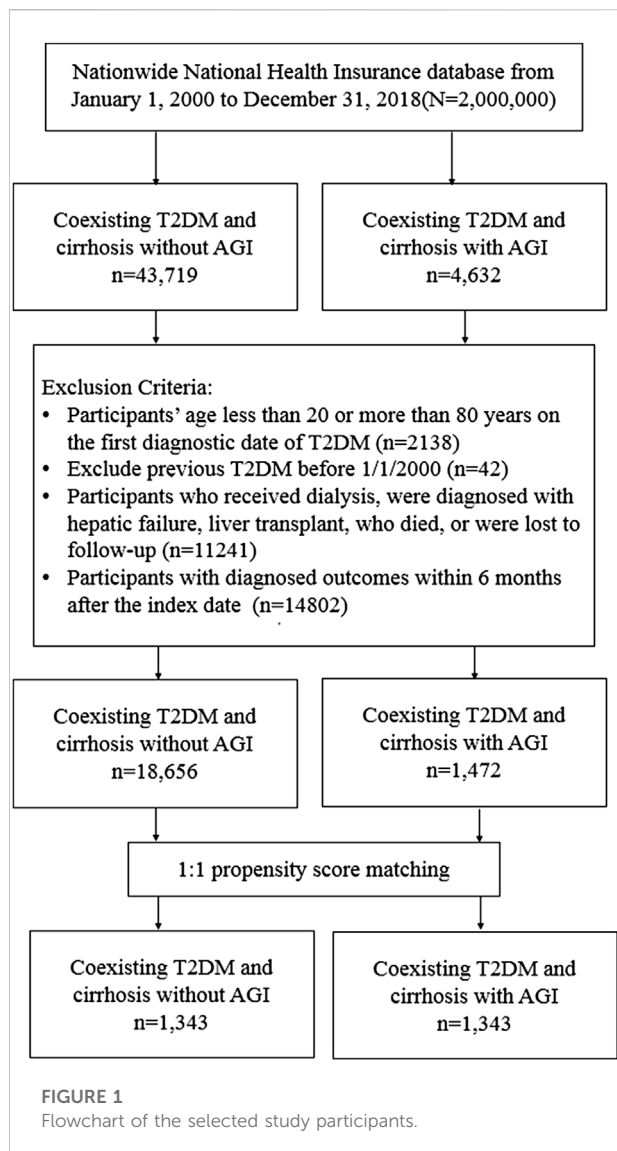 Nationwide National Health Insurance database from
January 1, 2000 to December 31, 2018(N=2,000,000)
Coexisting T2DM and
cirrhosis without AGI
n=43,719
Coexisting T2DM and
cirrhosis with AGI
n=4,632
Exclusion Criteria:
• Participants' age less than 20 or more than 80 years on
the first diagnostic date of T2DM (n=2138)
• Exclude previous T2DM before 1/1/2000 (n=42)
• Participants who received dialysis, were diagnosed with
hepatic failure, liver transplant, who died, or were lost to
follow-up (n=11241)
• Participants with diagnosed outcomes within 6 months
after the index date (n=14802)
Coexisting T2DM and
cirrhosis without AGI
n=18,656
Coexisting T2DM and
cirrhosis with AGI
n=1,472
1:1 propensity score matching
Coexisting T2DM and
cirrhosis without AGI
n=1,343
Coexisting T2DM and
cirrhosis with AGI
n=1,343
FIGURE 1
Flowchart of the selected study participants.